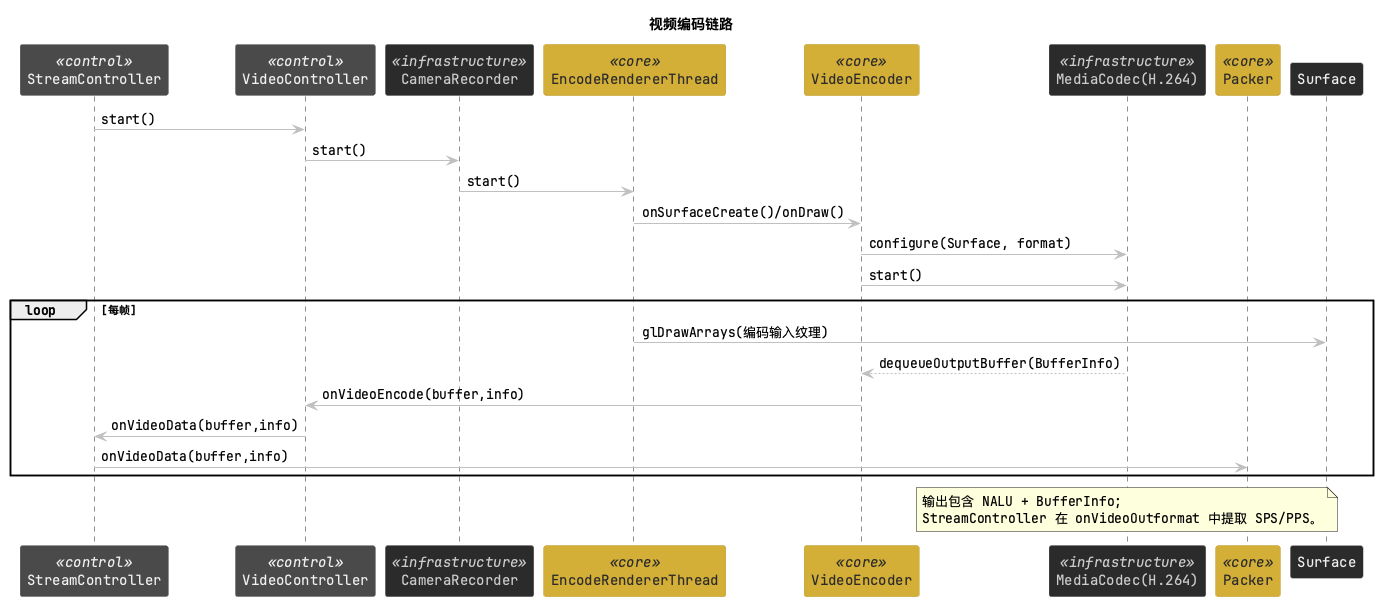 视频编码链路
«control»
StreamController
«control»
VideoController
«infrastructure»
CameraRecorder
«core»
EncodeRendererThread
«core»
VideoEncoder
«infrastructure»
MediaCodec(H.264)
«core»
Packer
Surface
start()
start()
start()
onSurfaceCreate()/onDraw()
configure(Surface, format)
start()
loop [每帧]
glDrawArrays(编码输入纹理)
dequeueOutputBuffer(BufferInfo)
onVideoEncode(buffer,info)
onVideoData(buffer,info)
onVideoData(buffer,info)
输出包含 NALU + BufferInfo;
StreamController 在 onVideoOutformat 中提取 SPS/PPS。
«control»
StreamController
«control»
VideoController
«infrastructure»
CameraRecorder
«core»
EncodeRendererThread
«core»
VideoEncoder
«infrastructure»
MediaCodec(H.264)
«core»
Packer
Surface